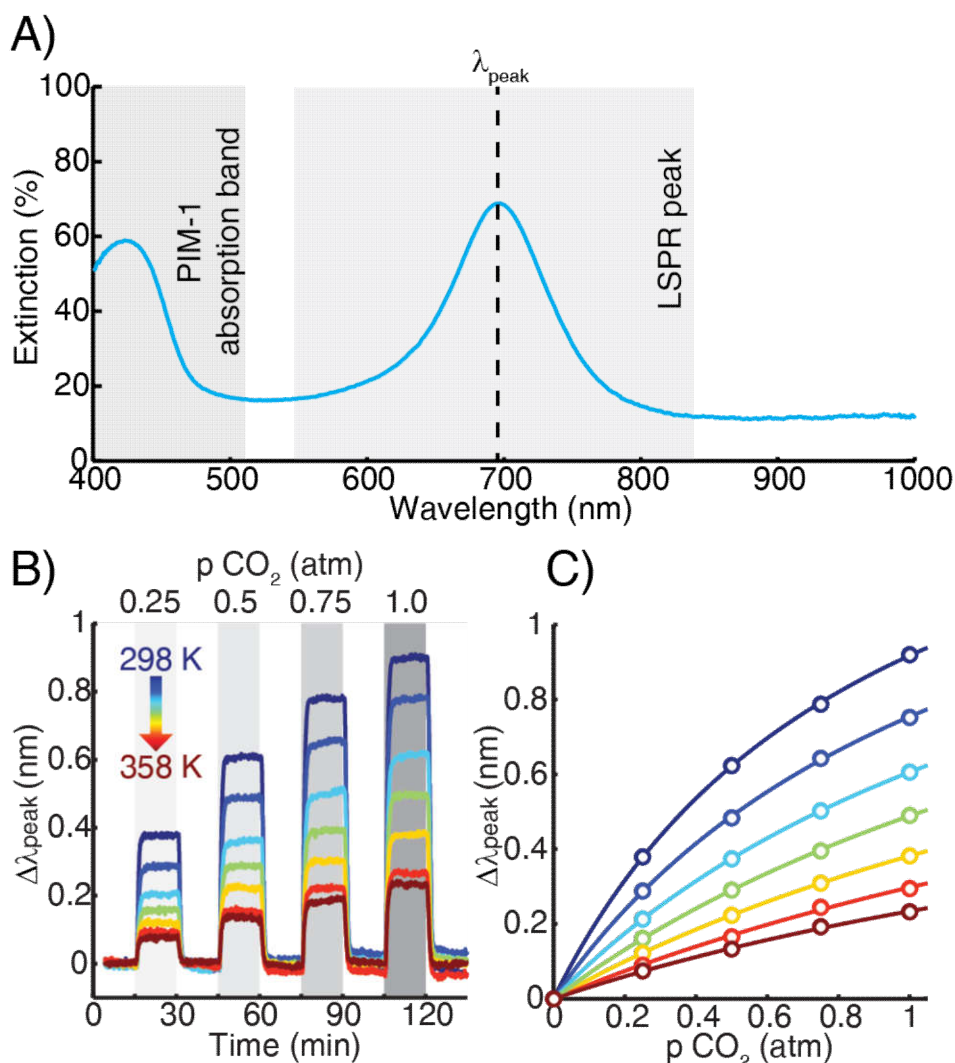 A)
λpeak
100
80
60
40
20
0
Extinction (%)
PIM-1
absorption band
LSPR peak
400 500 600 700 800 900 1000
Wavelength (nm)
B)
p CO₂ (atm)
0.25 0.5 0.75 1.0
1
0.8
0.6
0.4
0.2
0
Δλpeak (nm)
298 K
358 K
0 30 60 90 120
Time (min)
C)
1
0.8
0.6
0.4
0.2
0
Δλpeak (nm)
0 0.2 0.4 0.6 0.8 1
p CO₂ (atm)